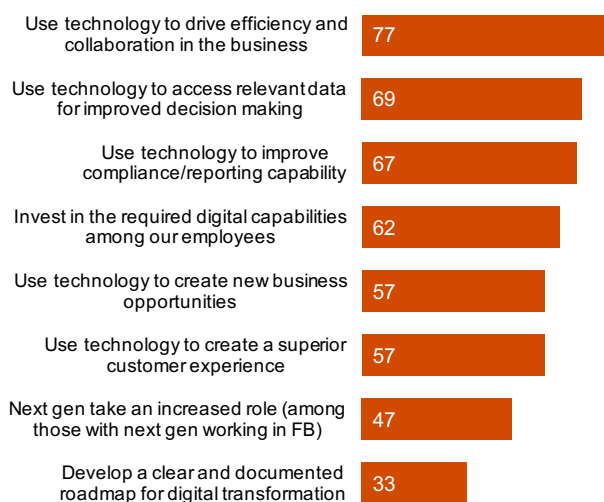 Use technology to drive efficiency and
collaboration in the business
77
Use technology to access relevant data
for improved decision making
69
Use technology to improve
compliance/reporting capability
67
Invest in the required digital capabilities
among our employees
62
Use technology to create new business
opportunities
57
Use technology to create a superior
customer experience
57
Next gen take an increased role (among
those with next gen working in FB)
47
Develop a clear and documented
roadmap for digital transformation
33